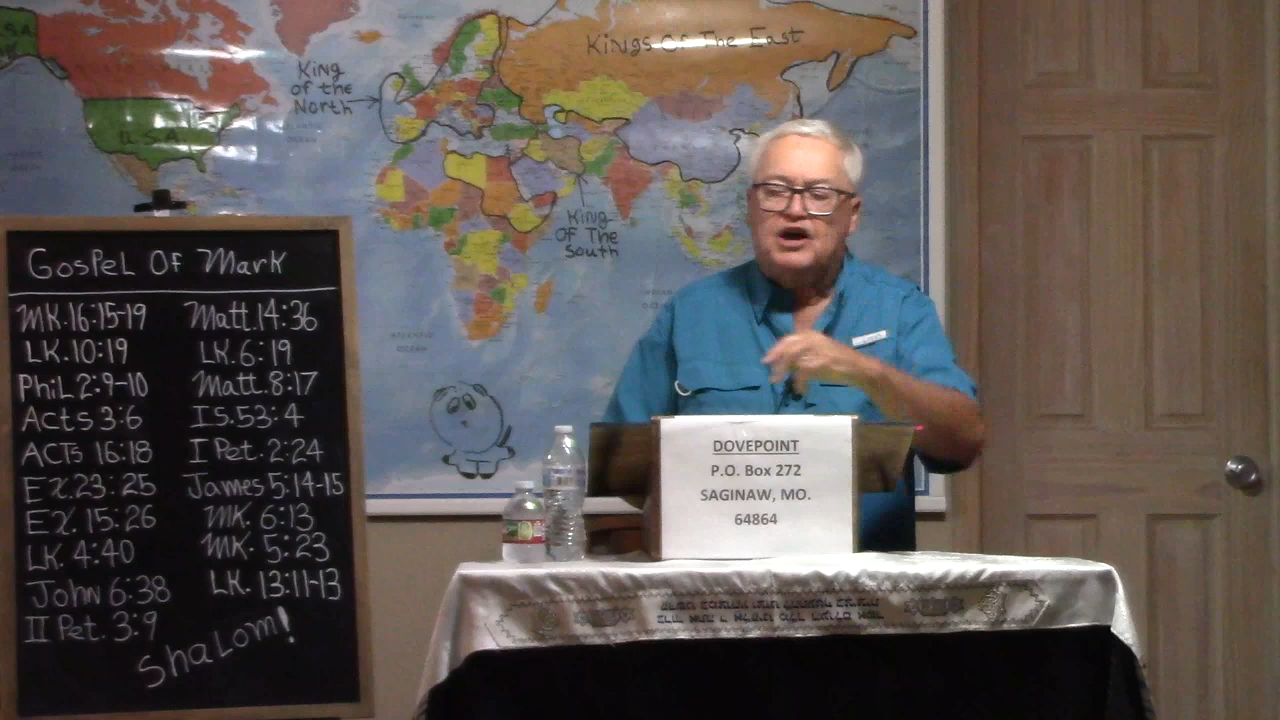 Kings Of The East
King
of the
North
U.S.A
King
Of The
South
ATLANTIC
OCEAN
Gospel Of Mark
MK.16:15-19
LK.10:19
Phil 2:9-10
Acts 3:6
ACTs 16:18
Ex.23:25
Ex.15:26
LK.4:40
John 6:38
II Pet. 3:9
Matt.14:36
LK.6:19
Matt.8:17
IS.53:4
I Pet.2:24
James 5:14-15
MK. 6:13
MK. 5:23
LK. 13:11-13
Shalom!
DOVEPOINT
P.O. Box 272
SAGINAW, MO.
64864